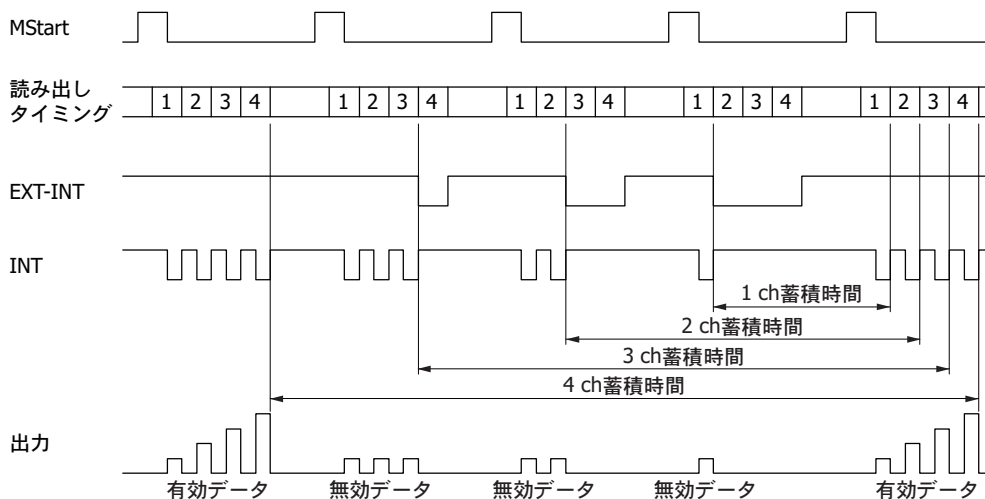 MStart
読み出し
タイミング
1 2 3 4 1 2 3 4 1 2 3 4 1 2 3 4 1 2 3 4
EXT-INT
INT
1 ch蓄積時間
2 ch蓄積時間
3 ch蓄積時間
4 ch蓄積時間
出力
有効データ 無効データ 無効データ 無効データ 有効データ